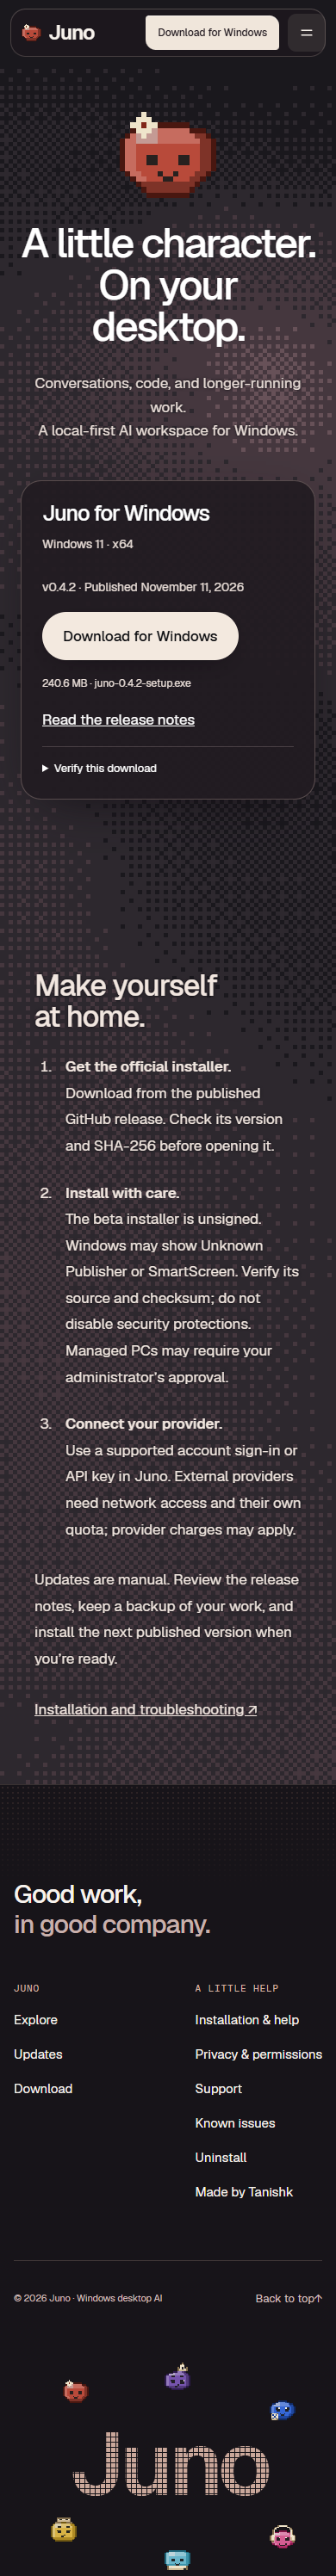 Juno
Download for Windows
A little character.
On your
desktop.
Conversations, code, and longer-running
work.
A local-first AI workspace for Windows.
Juno for Windows
Windows 11 · x64
v0.4.2 · Published November 11, 2026
Download for Windows
240.6 MB · juno-0.4.2-setup.exe
Read the release notes
▶ Verify this download
Make yourself
at home.
1. Get the official installer.
Download from the published
GitHub release. Check its version
and SHA-256 before opening it.
2. Install with care.
The beta installer is unsigned.
Windows may show Unknown
Publisher or SmartScreen. Verify its
source and checksum; do not
disable security protections.
Managed PCs may require your
administrator’s approval.
3. Connect your provider.
Use a supported account sign-in or
API key in Juno. External providers
need network access and their own
quota; provider charges may apply.
Updates are manual. Review the release
notes, keep a backup of your work, and
install the next published version when
you’re ready.
Installation and troubleshooting ↗
Good work,
in good company.
JUNO
Explore
Updates
Download
A LITTLE HELP
Installation & help
Privacy & permissions
Support
Known issues
Uninstall
Made by Tanishk
© 2026 Juno · Windows desktop AI
Back to top↑
Juno